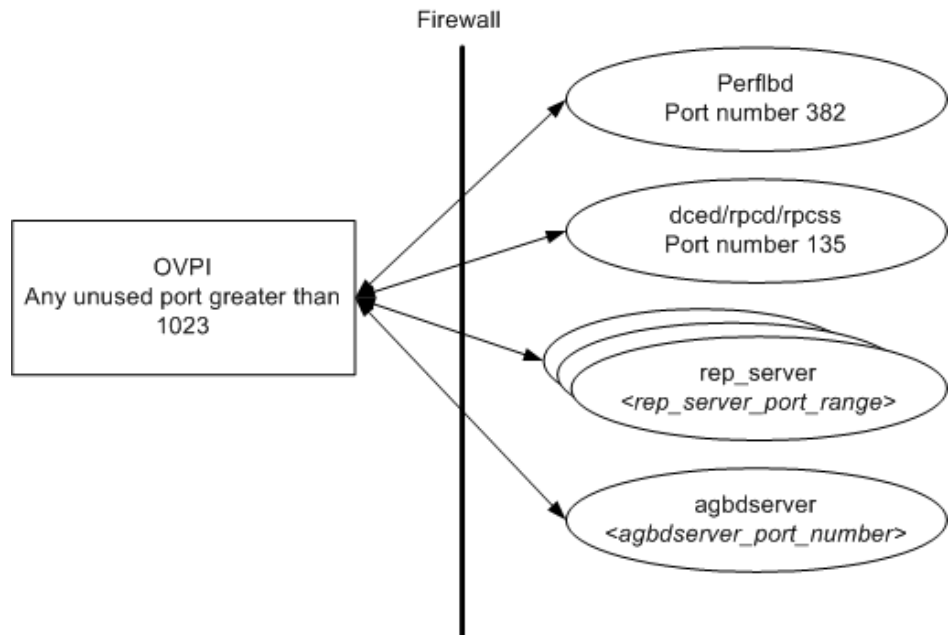 Firewall
Perflbd
Port number 382
dced/rpcd/rpcss
Port number 135
OVPI
Any unused port greater than
1023
rep_server
<rep_server_port_range>
agbdserver
<agbdserver_port_number>